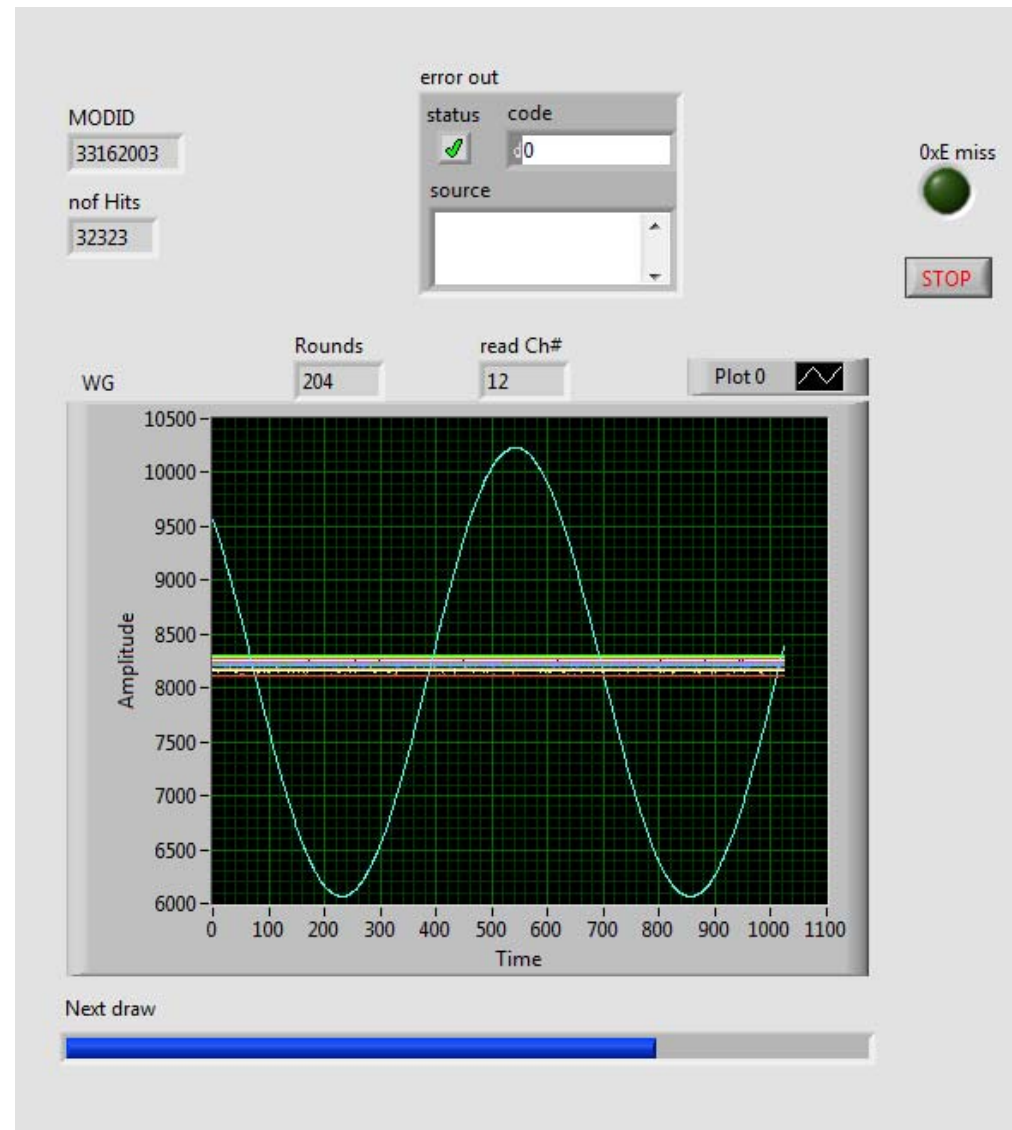 error out
MODID
status code
33162003
d0
0xE miss
nof Hits
source
32323
STOP
Rounds
read Ch#
WG
204
12
Plot 0
10500
10000
9500
9000
8500
8000
7500
7000
6500
6000
Amplitude
0 100 200 300 400 500 600 700 800 900 1000 1100
Time
Next draw